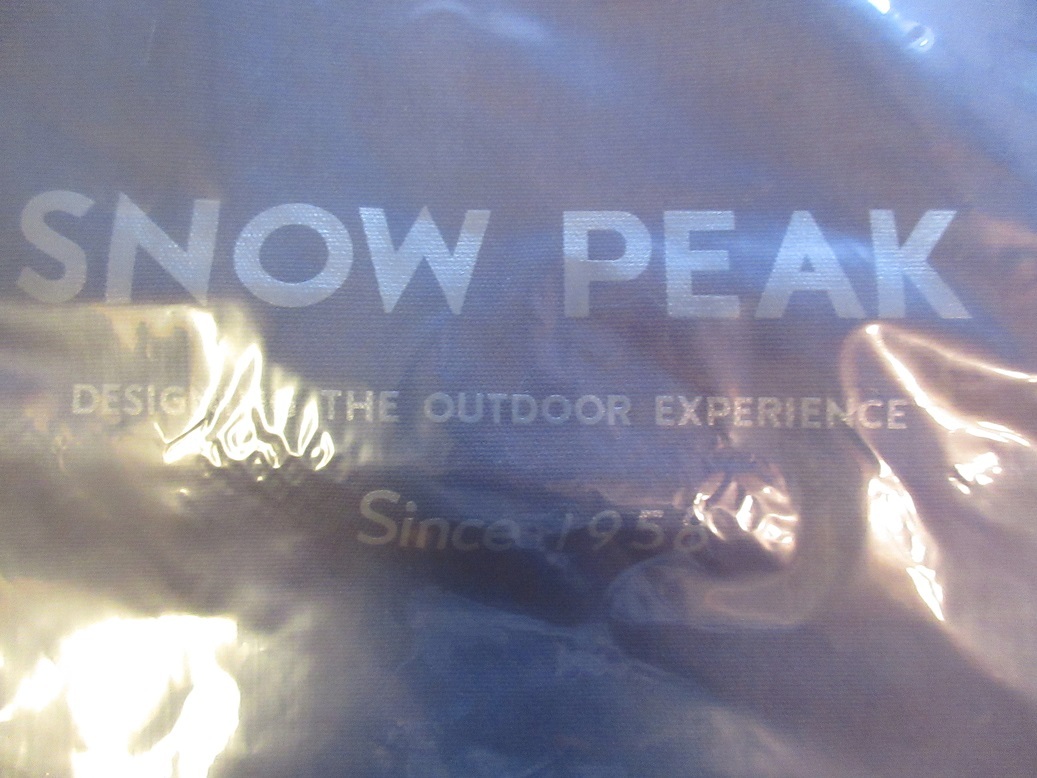 SNOW PEAK
THE OUTDOOR EXPERIENCE
Since 1958